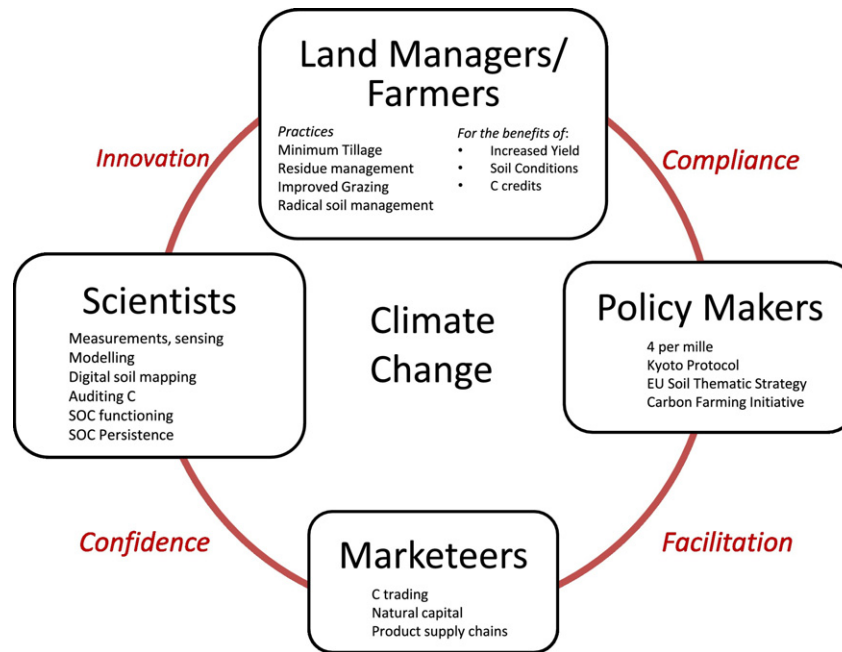 Land Managers/
Farmers
Practices
Minimum Tillage
Residue management
Improved Grazing
Radical soil management
For the benefits of:
• Increased Yield
• Soil Conditions
• C credits
Innovation
Compliance
Scientists
Measurements, sensing
Modelling
Digital soil mapping
Auditing C
SOC functioning
SOC Persistence
Climate
Change
Policy Makers
4 per mille
Kyoto Protocol
EU Soil Thematic Strategy
Carbon Farming Initiative
Confidence
Facilitation
Marketeers
C trading
Natural capital
Product supply chains